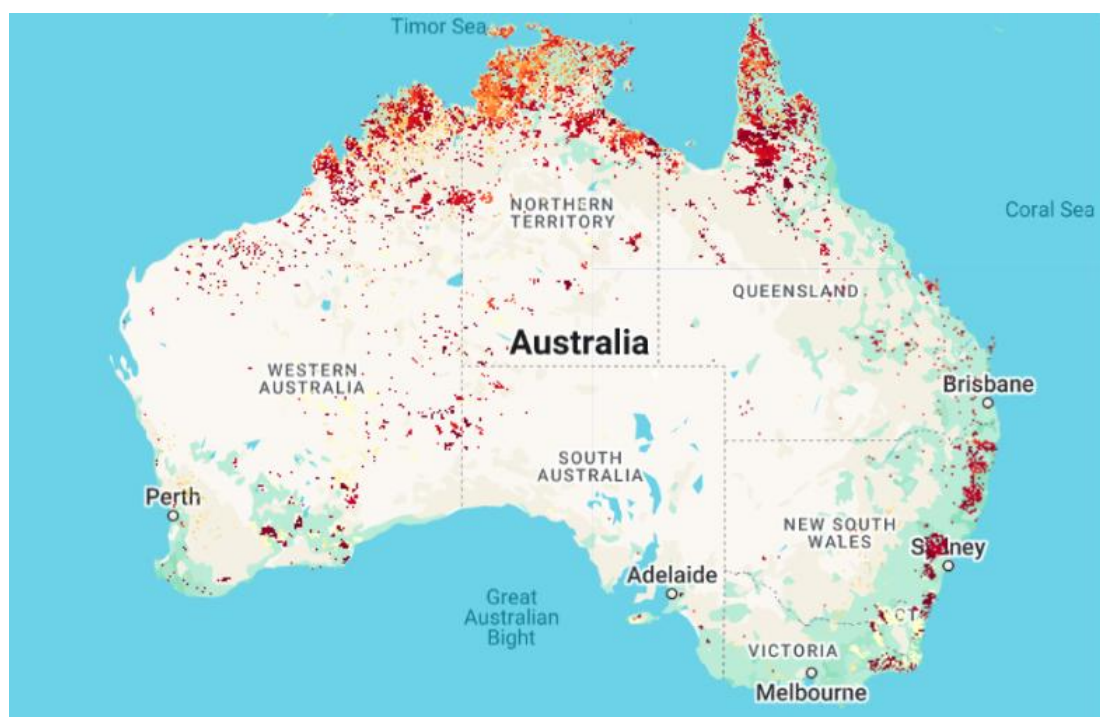 Timor Sea
Coral Sea
NORTHERN
TERRITORY
QUEENSLAND
Australia
WESTERN
AUSTRALIA
Brisbane
SOUTH
AUSTRALIA
Perth
NEW SOUTH
WALES
Sydney
Adelaide
Great
Australian
Bight
VICTORIA
Melbourne